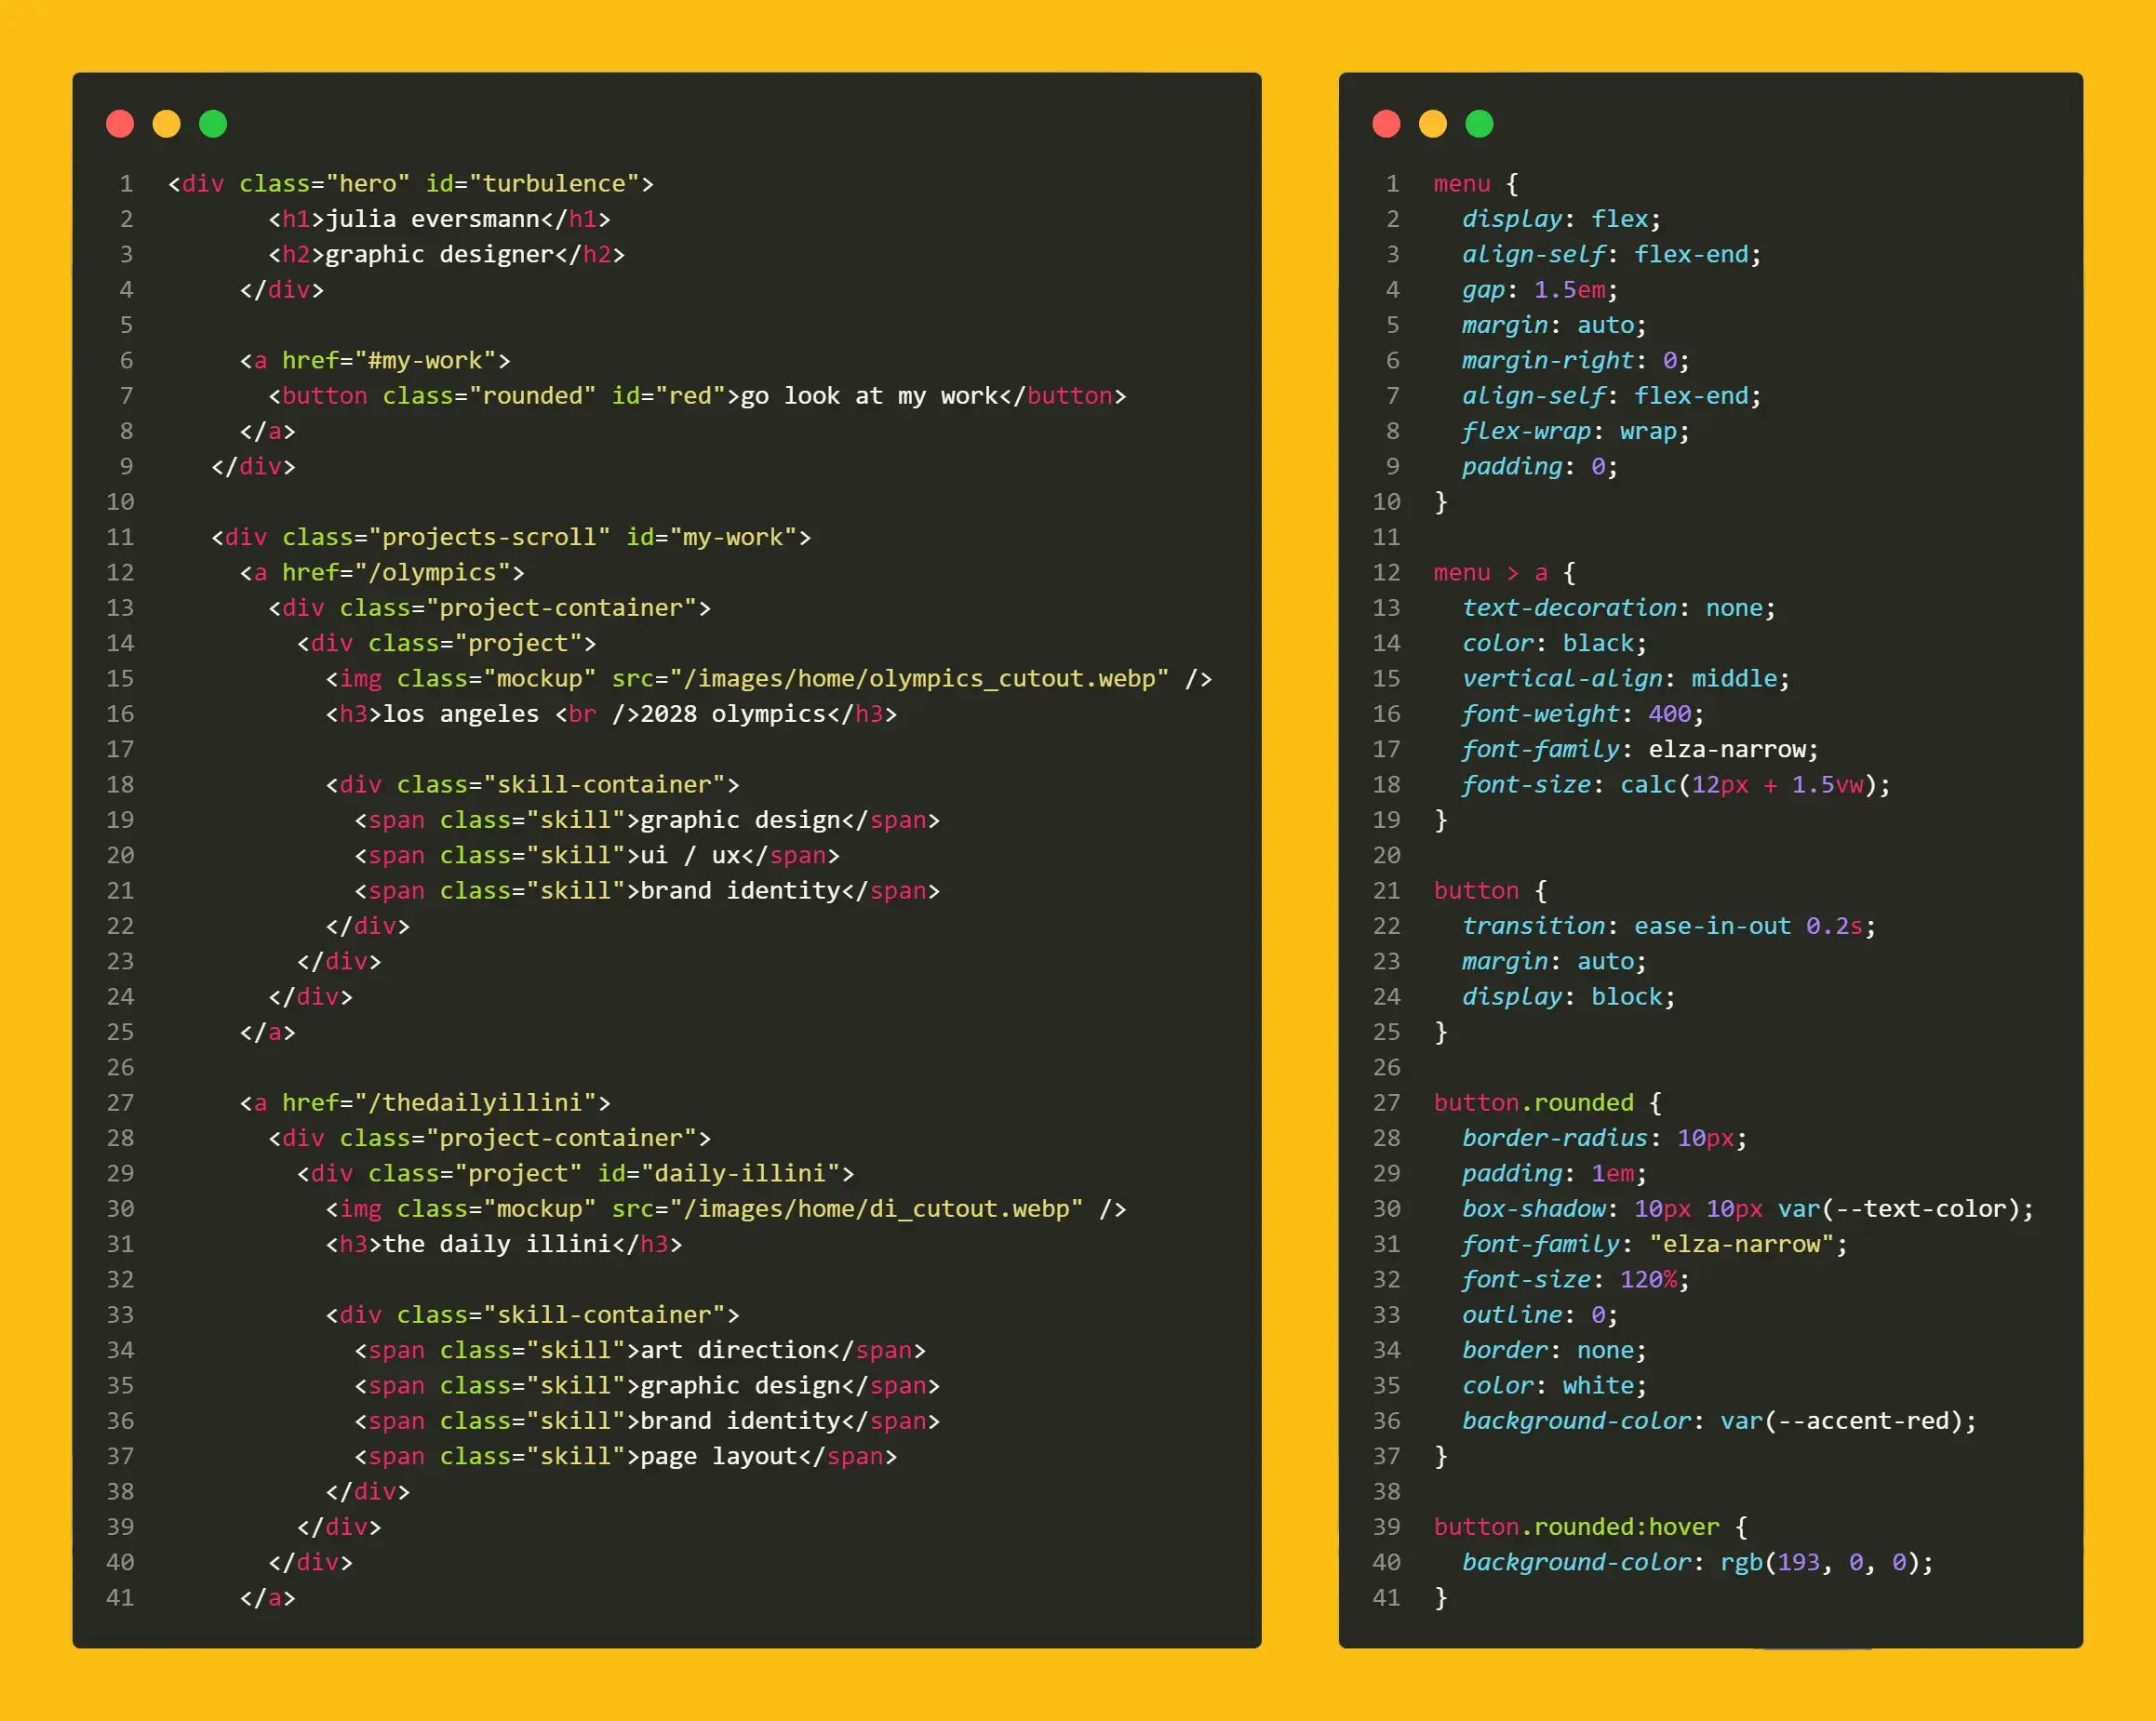 1 <div class="hero" id="turbulence">
2 <h1>julia eversmann</h1>
3 <h2>graphic designer</h2>
4 </div>
5
6 <a href="#my-work">
7 <button class="rounded" id="red">go look at my work</button>
8 </a>
9 </div>
10
11 <div class="projects-scroll" id="my-work">
12 <a href="/olympics">
13 <div class="project-container">
14 <div class="project">
15 <img class="mockup" src="/images/home/olympics_cutout.webp" />
16 <h3>los angeles <br />2028 olympics</h3>
17
18 <div class="skill-container">
19 <span class="skill">graphic design</span>
20 <span class="skill">ui / ux</span>
21 <span class="skill">brand identity</span>
22 </div>
23 </div>
24 </div>
25 </a>
26
27 <a href="/thedailyillini">
28 <div class="project-container">
29 <div class="project" id="daily-illini">
30 <img class="mockup" src="/images/home/di_cutout.webp" />
31 <h3>the daily illini</h3>
32
33 <div class="skill-container">
34 <span class="skill">art direction</span>
35 <span class="skill">graphic design</span>
36 <span class="skill">brand identity</span>
37 <span class="skill">page layout</span>
38 </div>
39 </div>
40 </div>
41 </a>
1 menu {
2 display: flex;
3 align-self: flex-end;
4 gap: 1.5em;
5 margin: auto;
6 margin-right: 0;
7 align-self: flex-end;
8 flex-wrap: wrap;
9 padding: 0;
10 }
11
12 menu > a {
13 text-decoration: none;
14 color: black;
15 vertical-align: middle;
16 font-weight: 400;
17 font-family: elza-narrow;
18 font-size: calc(12px + 1.5vw);
19 }
20
21 button {
22 transition: ease-in-out 0.2s;
23 margin: auto;
24 display: block;
25 }
26
27 button.rounded {
28 border-radius: 10px;
29 padding: 1em;
30 box-shadow: 10px 10px var(--text-color);
31 font-family: "elza-narrow";
32 font-size: 120%;
33 outline: 0;
34 border: none;
35 color: white;
36 background-color: var(--accent-red);
37 }
38
39 button.rounded:hover {
40 background-color: rgb(193, 0, 0);
41 }